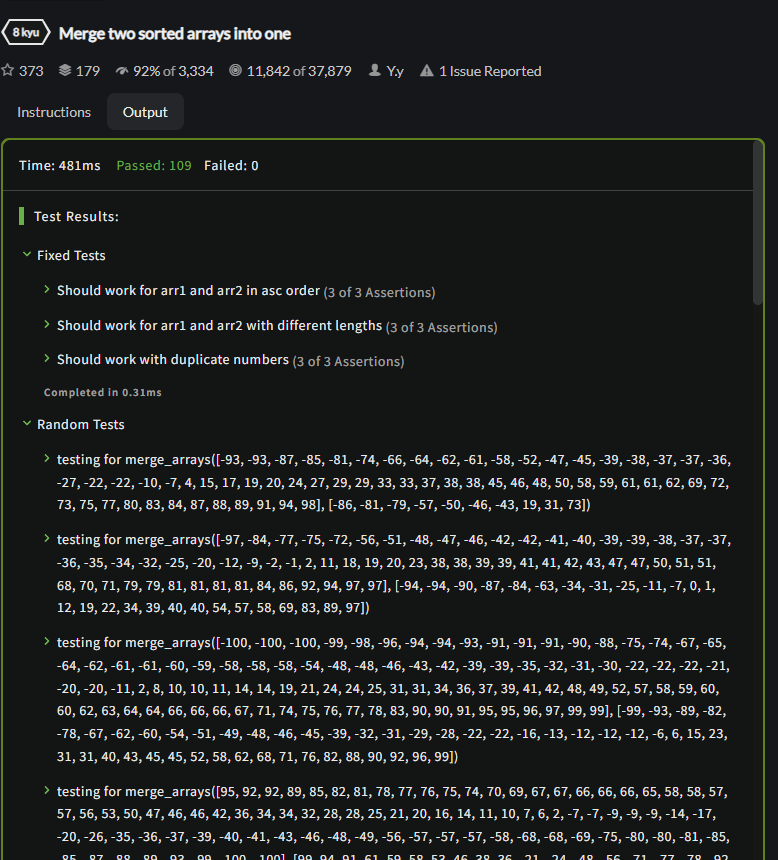 8 kyu Merge two sorted arrays into one
373 179 92% of 3,334 11,842 of 37,879 Y.y 1 Issue Reported
Instructions Output
Time: 481ms Passed: 109 Failed: 0
Test Results:
Fixed Tests
Should work for arr1 and arr2 in asc order (3 of 3 Assertions)
Should work for arr1 and arr2 with different lengths (3 of 3 Assertions)
Should work with duplicate numbers (3 of 3 Assertions)
Completed in 0.31ms
Random Tests
testing for merge_arrays([-93, -93, -87, -85, -81, -74, -66, -64, -62, -61, -58, -52, -47, -45, -39, -38, -37, -37, -36,
-27, -22, -22, -10, -7, 4, 15, 17, 19, 20, 24, 27, 29, 29, 33, 33, 37, 38, 38, 45, 46, 48, 50, 58, 59, 61, 61, 62, 69, 72,
73, 75, 77, 80, 83, 84, 87, 88, 89, 91, 94, 98], [-86, -81, -79, -57, -50, -46, -43, 19, 31, 73])
testing for merge_arrays([-97, -84, -77, -75, -72, -56, -51, -48, -47, -46, -42, -42, -41, -40, -39, -39, -38, -37, -37,
-36, -35, -34, -32, -25, -20, -12, -9, -2, -1, 2, 11, 18, 19, 20, 23, 38, 38, 39, 39, 41, 41, 42, 43, 47, 47, 50, 51, 51,
68, 70, 71, 79, 79, 81, 81, 81, 81, 84, 86, 92, 94, 97, 97], [-94, -94, -90, -87, -84, -63, -34, -31, -25, -11, -7, 0, 1,
12, 19, 22, 34, 39, 40, 40, 54, 57, 58, 69, 83, 89, 97])
testing for merge_arrays([-100, -100, -100, -99, -98, -96, -94, -94, -93, -91, -91, -91, -90, -88, -75, -74, -67, -65,
-64, -62, -61, -61, -60, -59, -58, -58, -58, -54, -48, -48, -46, -43, -42, -39, -39, -35, -32, -31, -30, -22, -22, -22, -21,
-20, -20, -11, 2, 8, 10, 10, 11, 14, 14, 19, 21, 24, 24, 25, 31, 31, 34, 36, 37, 39, 41, 42, 48, 49, 52, 57, 58, 59, 60,
60, 62, 63, 64, 64, 66, 66, 66, 67, 71, 74, 75, 76, 77, 78, 83, 90, 90, 91, 95, 95, 96, 97, 99, 99], [-99, -93, -89, -82,
-78, -67, -62, -60, -54, -51, -49, -48, -46, -45, -39, -32, -31, -29, -28, -22, -22, -16, -13, -12, -12, -12, -6, 6, 15, 23,
31, 31, 40, 43, 45, 45, 52, 58, 62, 68, 71, 76, 82, 88, 90, 92, 96, 99])
testing for merge_arrays([95, 92, 92, 89, 85, 82, 81, 78, 77, 76, 75, 74, 70, 69, 67, 67, 66, 66, 66, 65, 58, 58, 57,
57, 56, 53, 50, 47, 46, 46, 42, 36, 34, 34, 32, 28, 28, 25, 21, 20, 16, 14, 11, 10, 7, 6, 2, -7, -7, -9, -9, -9, -14, -17,
-20, -26, -35, -36, -37, -39, -40, -41, -43, -46, -48, -49, -56, -57, -57, -57, -58, -68, -68, -69, -75, -80, -80, -81, -85,